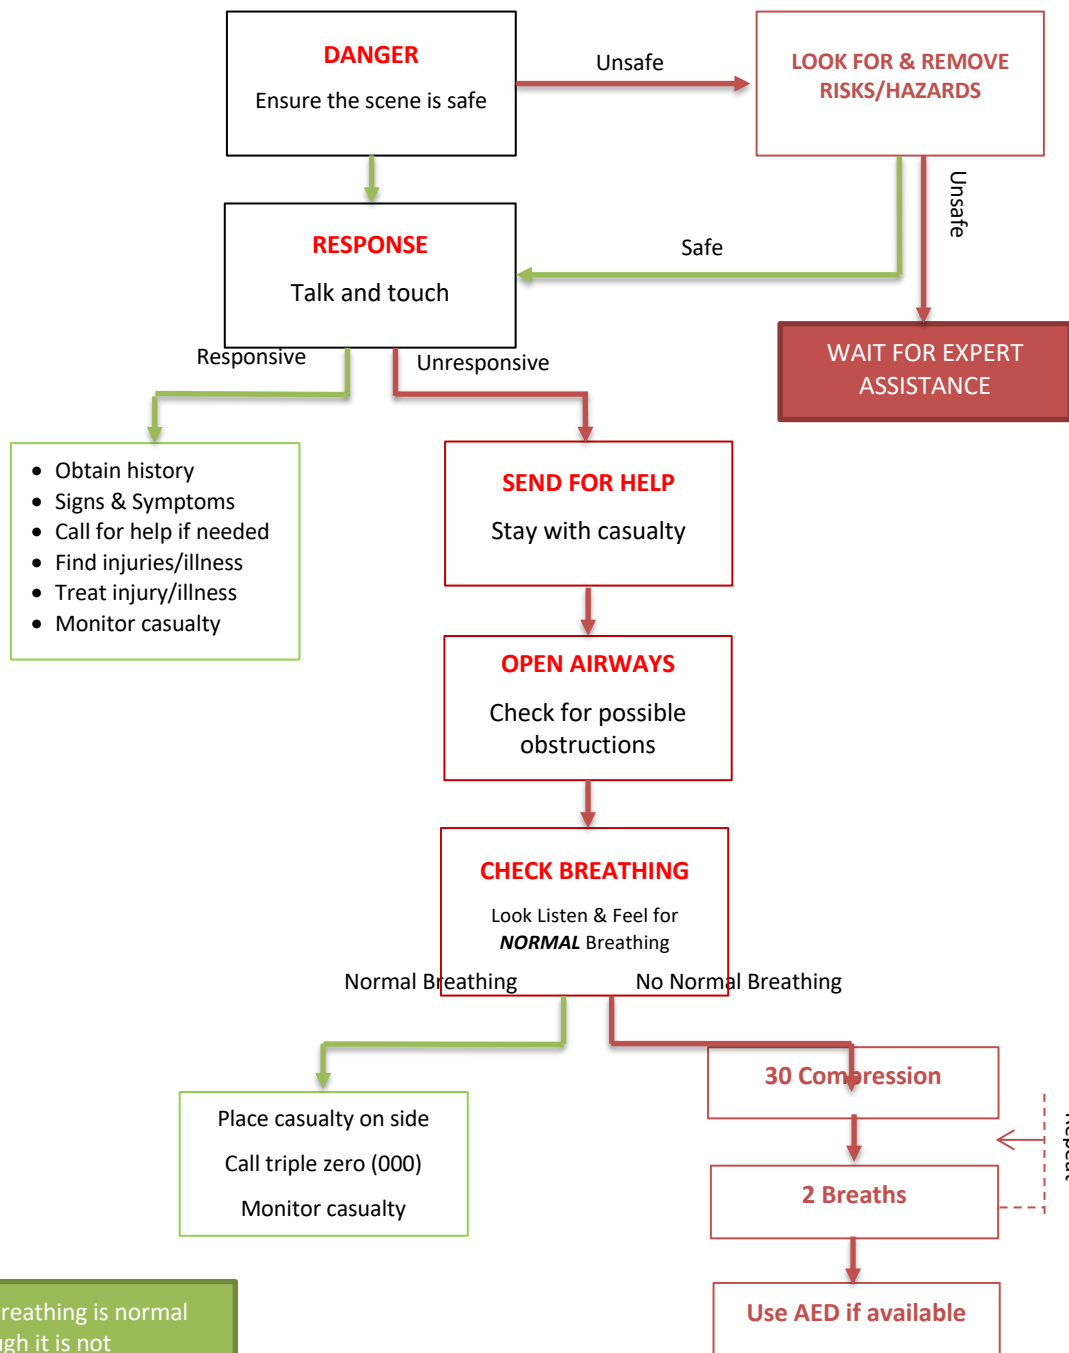 DANGER
Ensure the scene is safe
Unsafe
LOOK FOR & REMOVE
RISKS/HAZARDS
Unsafe
RESPONSE
Talk and touch
Safe
WAIT FOR EXPERT
ASSISTANCE
Responsive
Unresponsive
• Obtain history
• Signs & Symptoms
• Call for help if needed
• Find injuries/illness
• Treat injury/illness
• Monitor casualty
SEND FOR HELP
Stay with casualty
OPEN AIRWAYS
Check for possible
obstructions
CHECK BREATHING
Look Listen & Feel for
NORMAL Breathing
Normal Breathing
No Normal Breathing
Place casualty on side
Call triple zero (000)
Monitor casualty
30 Compression
Repeat
2 Breaths
Use AED if available
breathing is normal
it is not